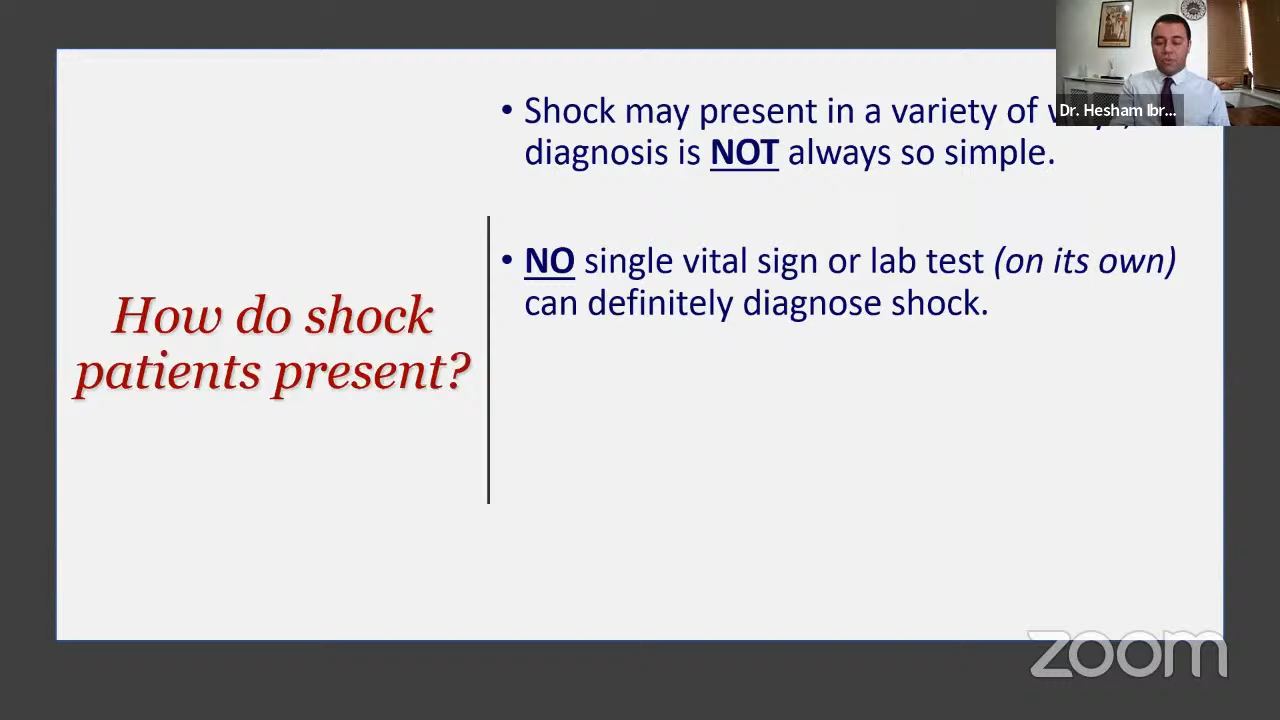 How do shock
patients present?
• Shock may present in a variety of
diagnosis is NOT always so simple.
• NO single vital sign or lab test (on its own)
can definitely diagnose shock.
Dr. Hesham Ibr...
zoom